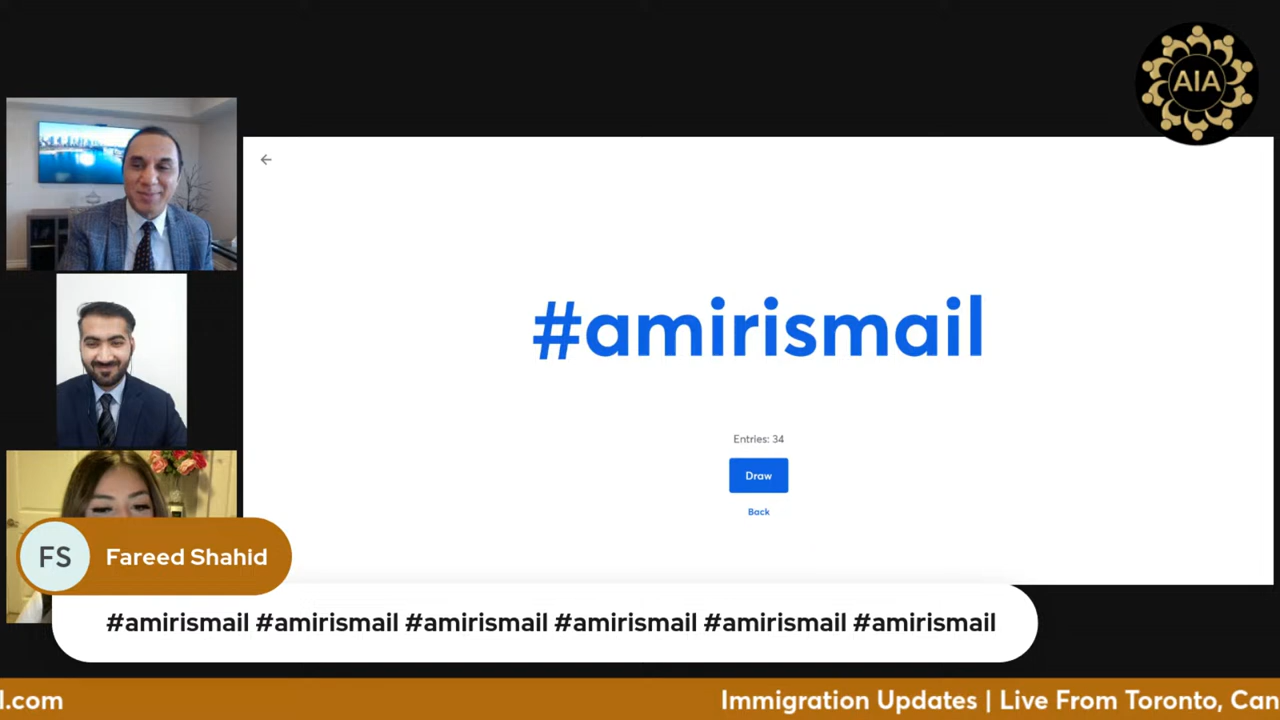 AIA
#amirismail
Entries: 34
Draw
Back
FS
Fareed Shahid
#amirismail #amirismail #amirismail #amirismail #amirismail #amirismail
l.com
Immigration Updates | Live From Toronto, Can